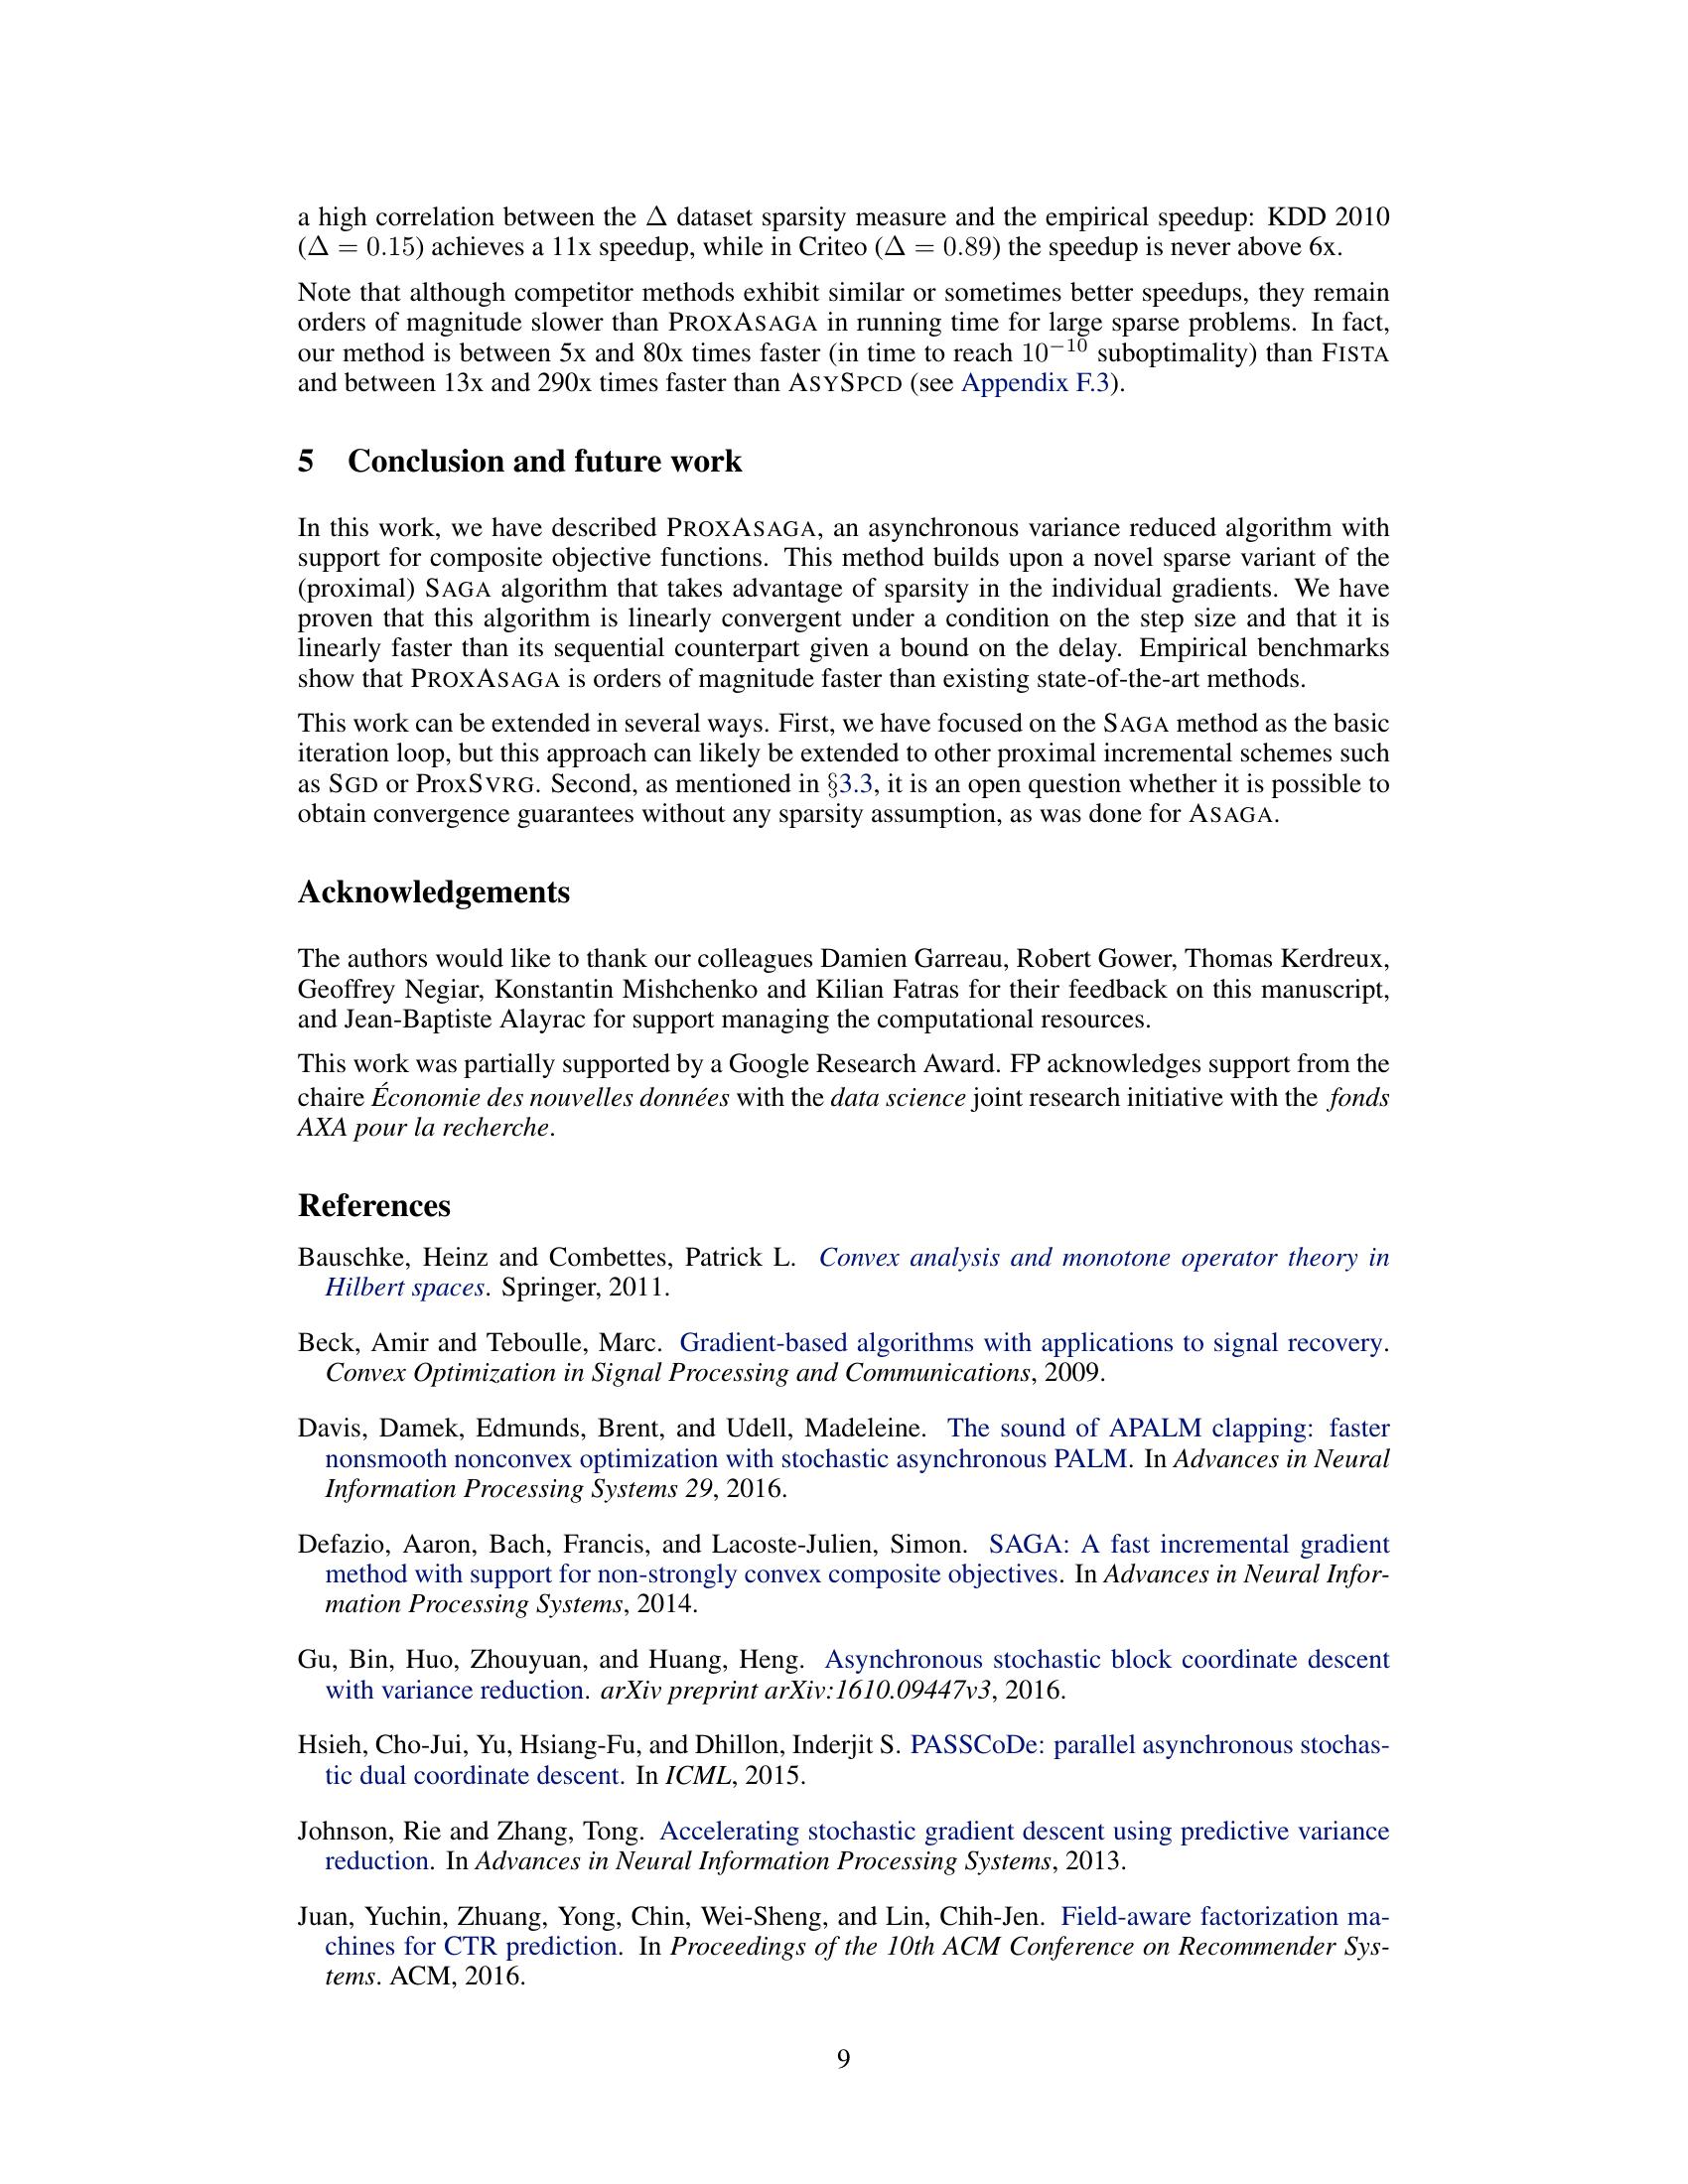 a high correlation between the Δ dataset sparsity measure and the empirical speedup: KDD 2010
(Δ = 0.15) achieves a 11x speedup, while in Criteo (Δ = 0.89) the speedup is never above 6x.
Note that although competitor methods exhibit similar or sometimes better speedups, they remain
orders of magnitude slower than PROXASAGA in running time for large sparse problems. In fact,
our method is between 5x and 80x times faster (in time to reach 10⁻¹⁰ suboptimality) than FISTA
and between 13x and 290x times faster than ASYSPCD (see Appendix F.3).
5 Conclusion and future work
In this work, we have described PROXASAGA, an asynchronous variance reduced algorithm with
support for composite objective functions. This method builds upon a novel sparse variant of the
(proximal) SAGA algorithm that takes advantage of sparsity in the individual gradients. We have
proven that this algorithm is linearly convergent under a condition on the step size and that it is
linearly faster than its sequential counterpart given a bound on the delay. Empirical benchmarks
show that PROXASAGA is orders of magnitude faster than existing state-of-the-art methods.
This work can be extended in several ways. First, we have focused on the SAGA method as the basic
iteration loop, but this approach can likely be extended to other proximal incremental schemes such
as SGD or ProxSVRG. Second, as mentioned in §3.3, it is an open question whether it is possible to
obtain convergence guarantees without any sparsity assumption, as was done for ASAGA.
Acknowledgements
The authors would like to thank our colleagues Damien Garreau, Robert Gower, Thomas Kerdreux,
Geoffrey Negiar, Konstantin Mishchenko and Kilian Fatras for their feedback on this manuscript,
and Jean-Baptiste Alayrac for support managing the computational resources.
This work was partially supported by a Google Research Award. FP acknowledges support from the
chaire Économie des nouvelles données with the data science joint research initiative with the fonds
AXA pour la recherche.
References
Bauschke, Heinz and Combettes, Patrick L. Convex analysis and monotone operator theory in
Hilbert spaces. Springer, 2011.
Beck, Amir and Teboulle, Marc. Gradient-based algorithms with applications to signal recovery.
Convex Optimization in Signal Processing and Communications, 2009.
Davis, Damek, Edmunds, Brent, and Udell, Madeleine. The sound of APALM clapping: faster
nonsmooth nonconvex optimization with stochastic asynchronous PALM. In Advances in Neural
Information Processing Systems 29, 2016.
Defazio, Aaron, Bach, Francis, and Lacoste-Julien, Simon. SAGA: A fast incremental gradient
method with support for non-strongly convex composite objectives. In Advances in Neural Infor-
mation Processing Systems, 2014.
Gu, Bin, Huo, Zhouyuan, and Huang, Heng. Asynchronous stochastic block coordinate descent
with variance reduction. arXiv preprint arXiv:1610.09447v3, 2016.
Hsieh, Cho-Jui, Yu, Hsiang-Fu, and Dhillon, Inderjit S. PASSCoDe: parallel asynchronous stochas-
tic dual coordinate descent. In ICML, 2015.
Johnson, Rie and Zhang, Tong. Accelerating stochastic gradient descent using predictive variance
reduction. In Advances in Neural Information Processing Systems, 2013.
Juan, Yuchin, Zhuang, Yong, Chin, Wei-Sheng, and Lin, Chih-Jen. Field-aware factorization ma-
chines for CTR prediction. In Proceedings of the 10th ACM Conference on Recommender Sys-
tems. ACM, 2016.
9